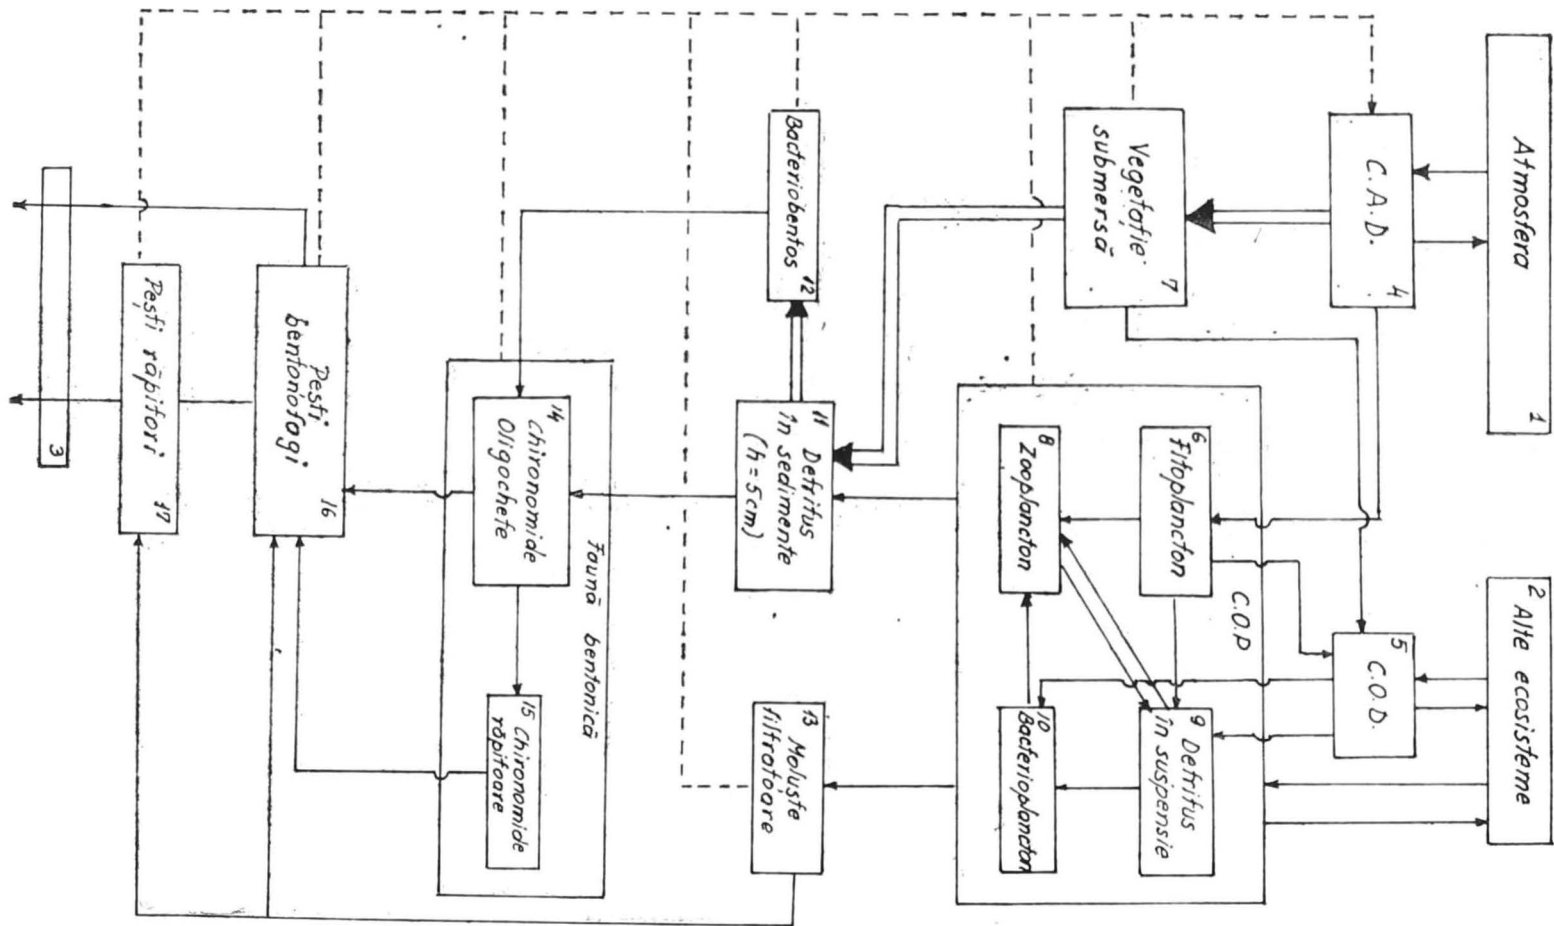 Atmosfera
1
2
Alte ecosisteme
C.A.D.
4
5
C.O.D.
Vegetație
submersă
7
6
Fitoplancton
C.O.P
9
Detritus
în suspensie
8
Zooplancton
10
Bacterioplancton
Bacteriobentos
12
11
Detritus
în sedimente
(h=5cm)
13
Moluște
filtratoare
Faună bentonică
14
Chironomide
Oligochete
15
Chironomide
răpitoare
Pești
bentonofagi
16
Pești răpitori
17
3